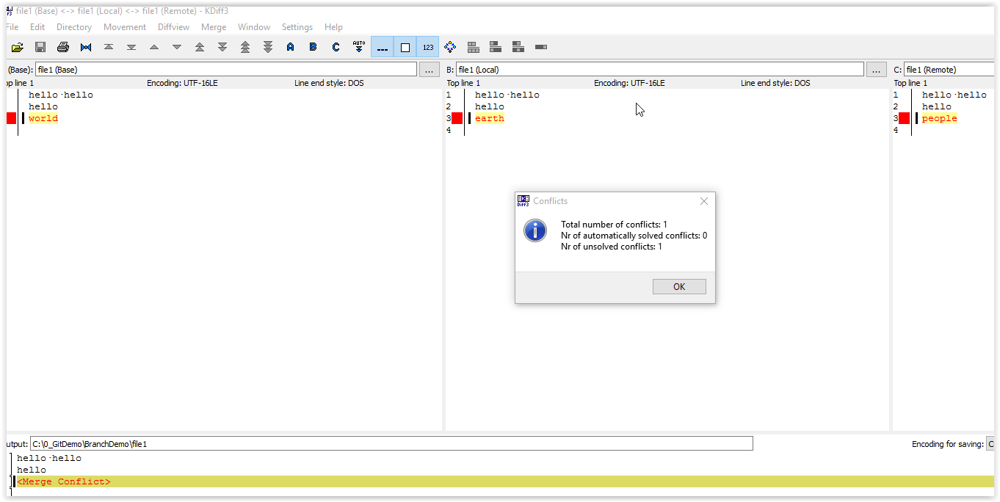 file1 (Base) <-> file1 (Local) <-> file1 (Remote) - KDiff3
File Edit Directory Movement Diffview Merge Window Settings Help
A B C AUTO 123
(Base): file1 (Base) ... B: file1 (Local) ... C: file1 (Remote)
op line 1 Encoding: UTF-16LE Line end style: DOS Top line 1 Encoding: UTF-16LE Line end style: DOS Top line 1
hello·hello 1 hello·hello 1 hello·hello
hello 2 hello 2 hello
world 3 earth 3 people
4 4
Conflicts
Total number of conflicts: 1
Nr of automatically solved conflicts: 0
Nr of unsolved conflicts: 1
OK
utput: C:\0_GitDemo\BranchDemo\file1 Encoding for saving: C
hello·hello
hello
<Merge Conflict>